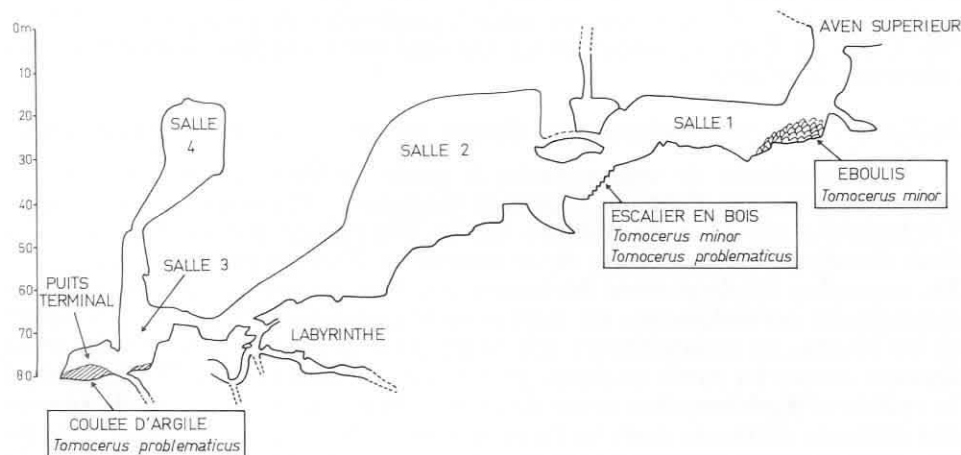 0m
10
20
30
40
50
60
70
80
AVEN SUPERIEUR
SALLE 1
SALLE 2
SALLE
4
EBOULIS
Tomocerus minor
ESCALIER EN BOIS
Tomocerus minor
Tomocerus problematicus
SALLE 3
PUITS
TERMINAL
LABYRINTHE
COULEE D'ARGILE
Tomocerus problematicus